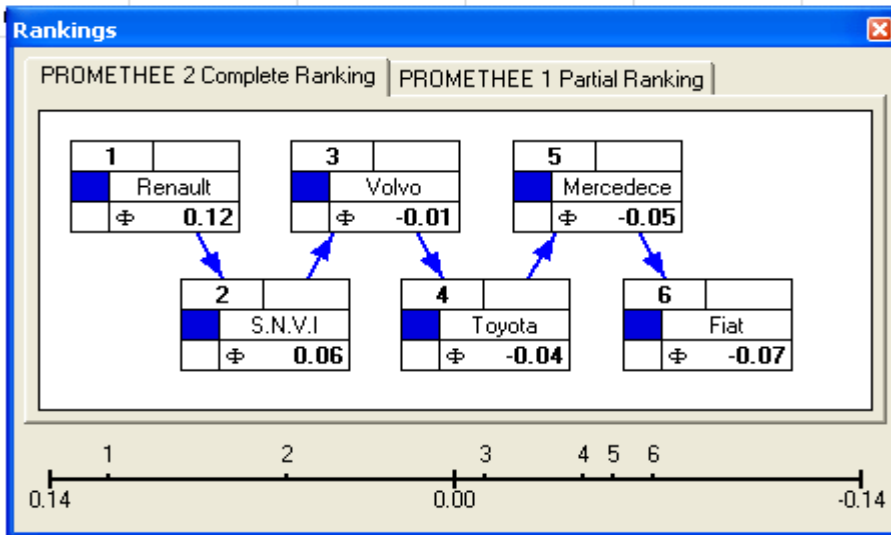 Rankings
PROMETHEE 2 Complete Ranking PROMETHEE 1 Partial Ranking
1 3 5
Renault Volvo Mercedece
Φ 0.12 Φ -0.01 Φ -0.05
2 4 6
S.N.V.I Toyota Fiat
Φ 0.06 Φ -0.04 Φ -0.07
1 2 3 4 5 6
0.14 0.00 -0.14